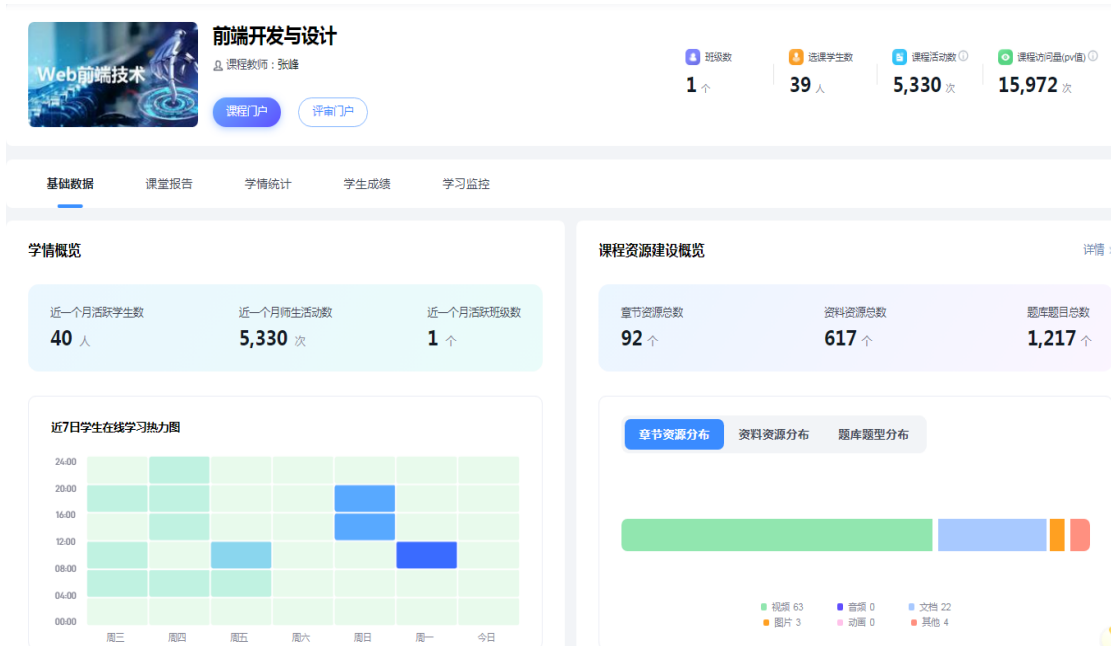 前端开发与设计
Web前端技术
课程教师：张峰
课程门户 评审门户
班级数 选课学生数 课程活动数 课程访问量(pv值)
1 个 39 人 5,330 次 15,972 次
基础数据 课堂报告 学情统计 学生成绩 学习监控
学情概览
近一个月活跃学生数 近一个月师生活动数 近一个月活跃班级数
40 人 5,330 次 1 个
近7日学生在线学习热力图
24:00
20:00
16:00
12:00
08:00
04:00
00:00
周三 周四 周五 周六 周日 周一 今日
课程资源建设概览 详情
章节资源总数 资料资源总数 题库题目总数
92 个 617 个 1,217 个
章节资源分布 资料资源分布 题库题型分布
视频 63 音频 0 文档 22
图片 3 动画 0 其他 4